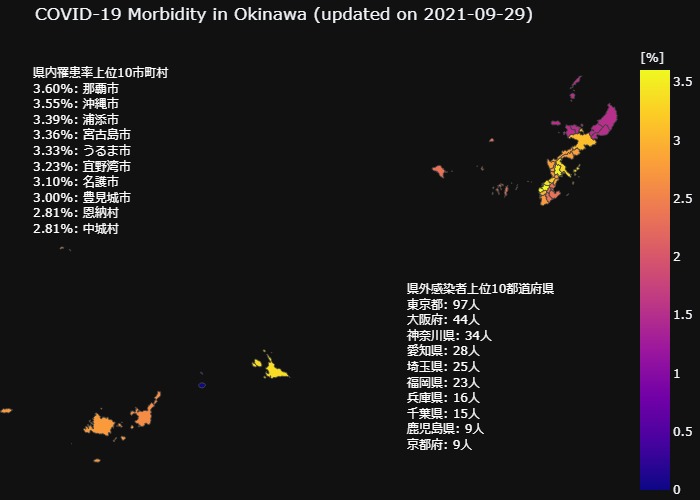 COVID-19 Morbidity in Okinawa (updated on 2021-09-29)
県内罹患率上位10市町村
3.60%: 那覇市
3.55%: 沖縄市
3.39%: 浦添市
3.36%: 宮古島市
3.33%: うるま市
3.23%: 宜野湾市
3.10%: 名護市
3.00%: 豊見城市
2.81%: 恩納村
2.81%: 中城村
県外感染者上位10都道府県
東京都: 97人
大阪府: 44人
神奈川県: 34人
愛知県: 28人
埼玉県: 25人
福岡県: 23人
兵庫県: 16人
千葉県: 15人
鹿児島県: 9人
京都府: 9人
[%]
3.5
3
2.5
2
1.5
1
0.5
0